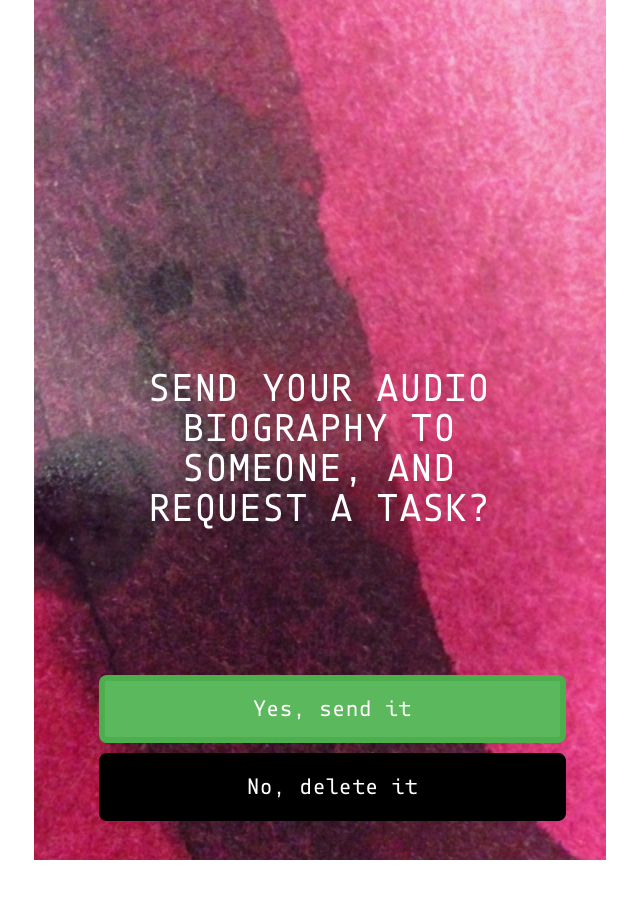 SEND YOUR AUDIO
BIOGRAPHY TO
SOMEONE, AND
REQUEST A TASK?
Yes, send it
No, delete it